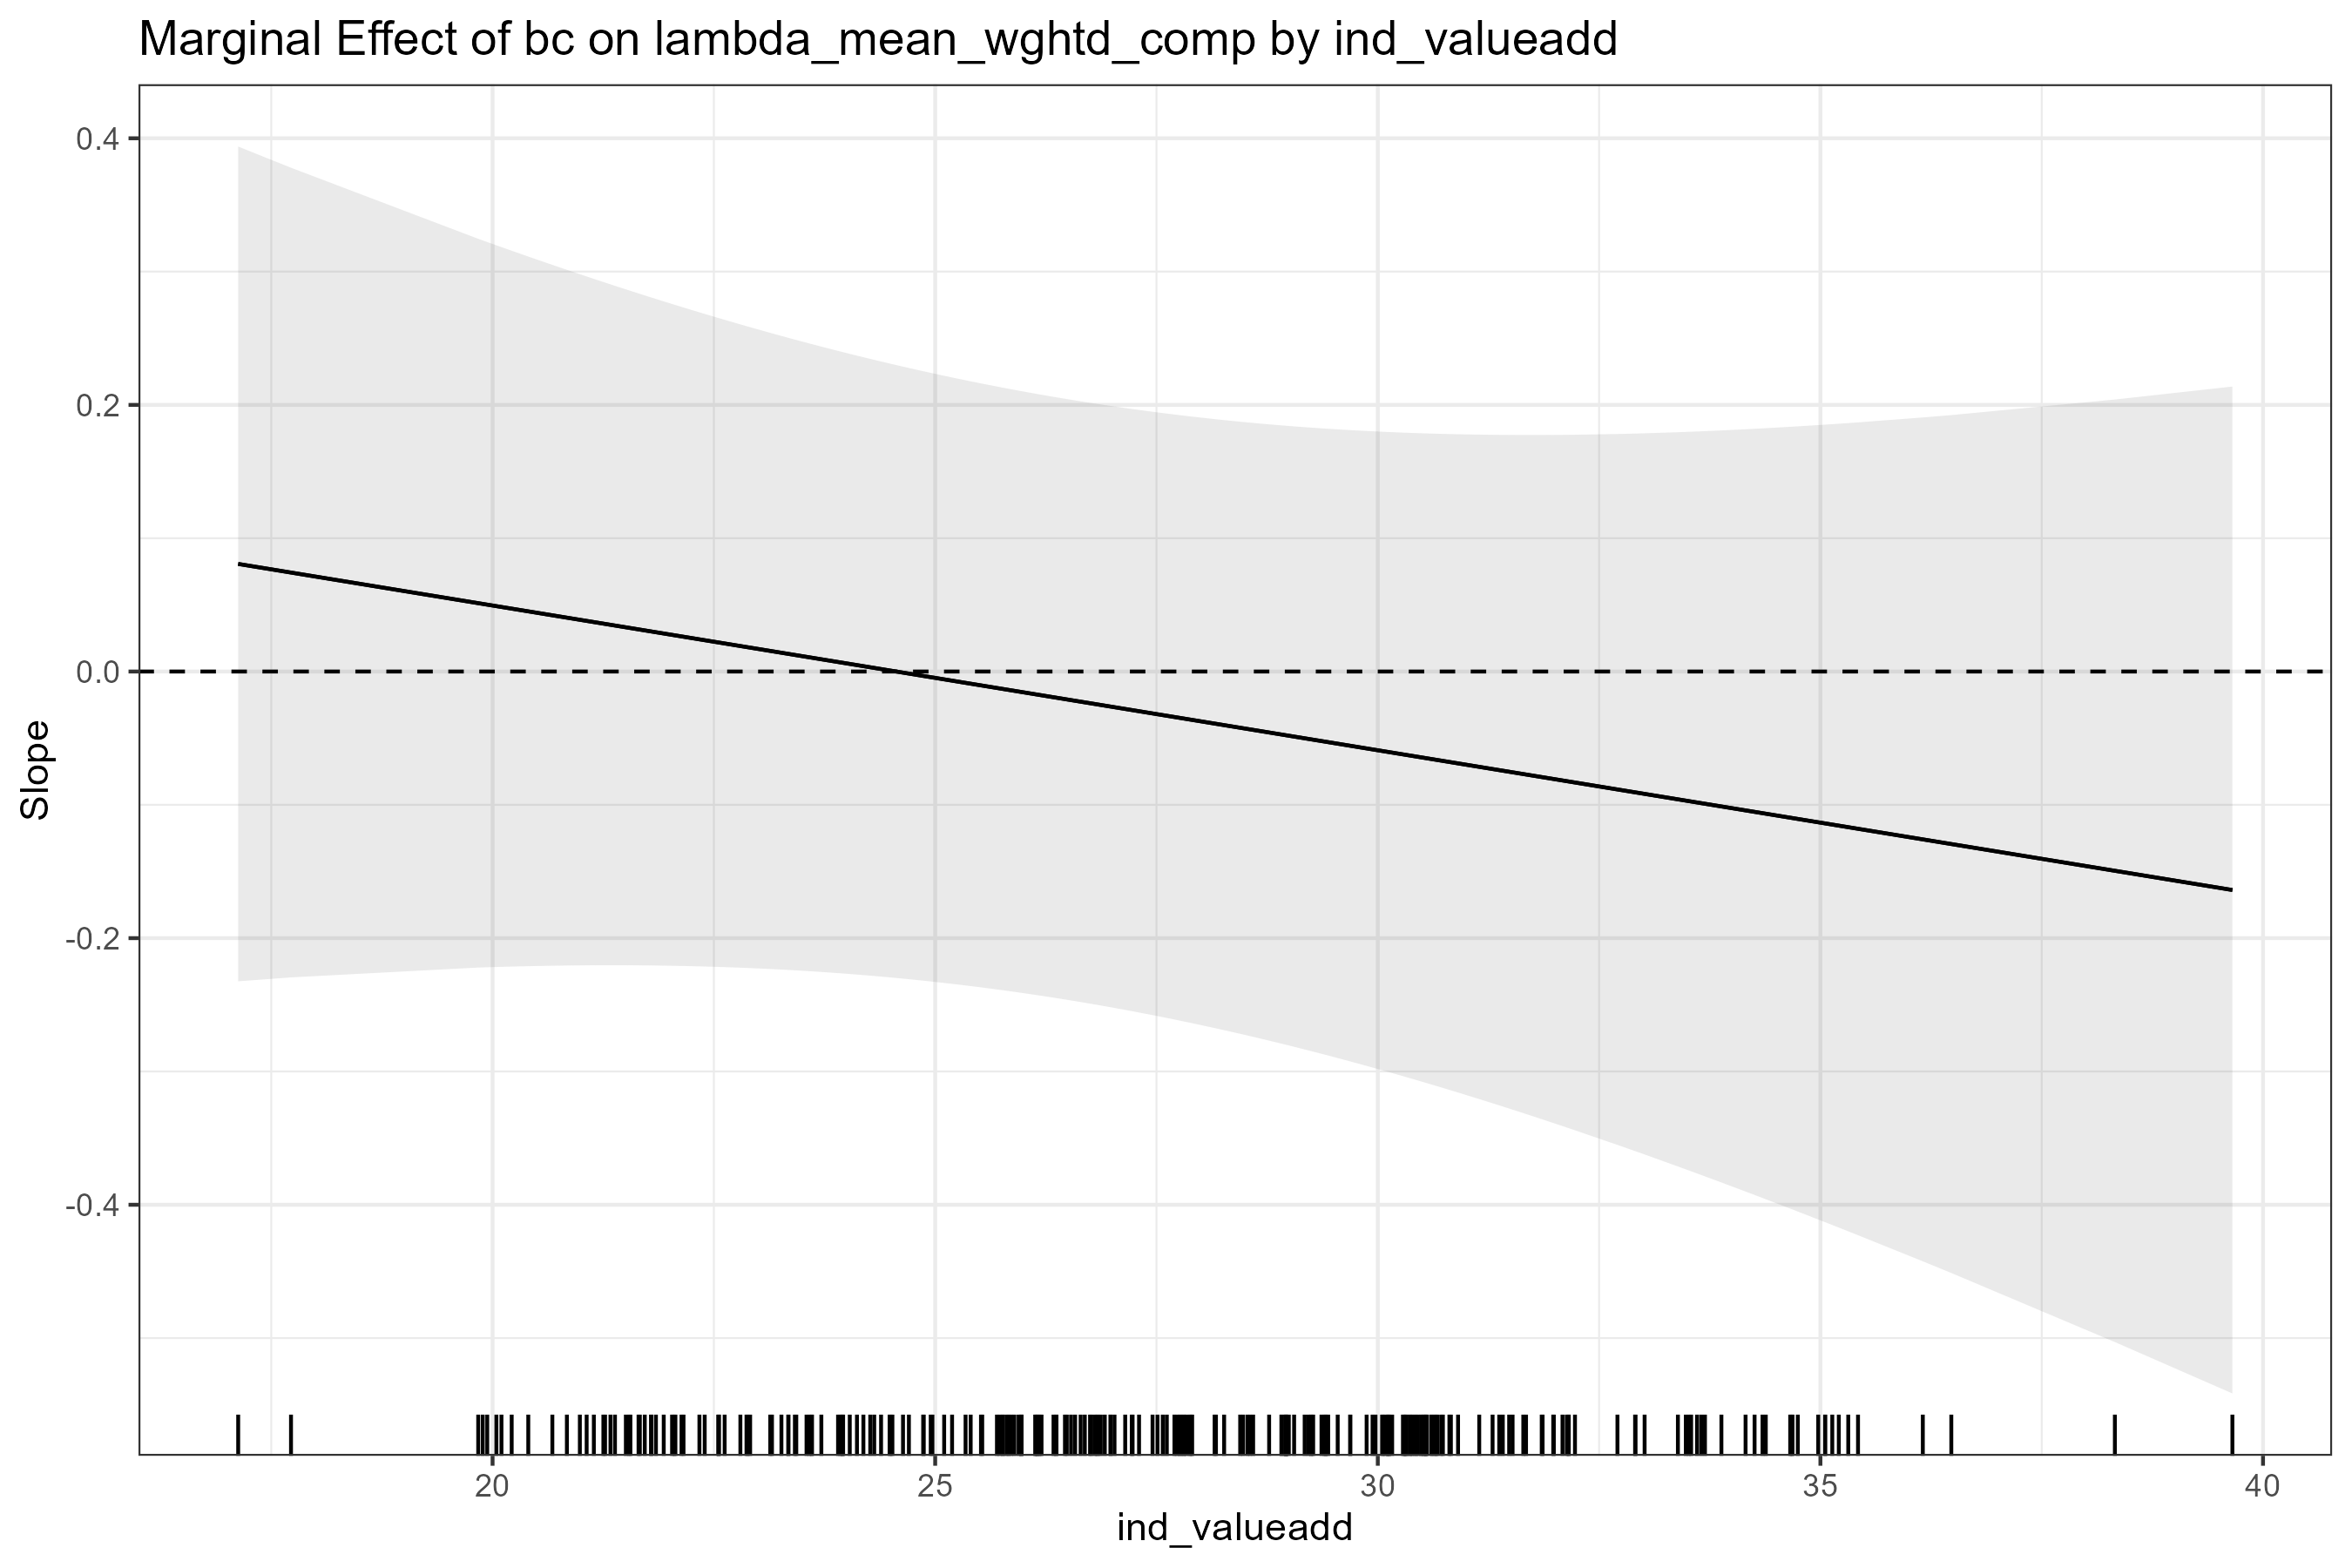 Marginal Effect of bc on lambda_mean_wghtd_comp by ind_valueadd
0.4
0.2
0.0
-0.2
-0.4
Slope
20 25 30 35 40
ind_valueadd